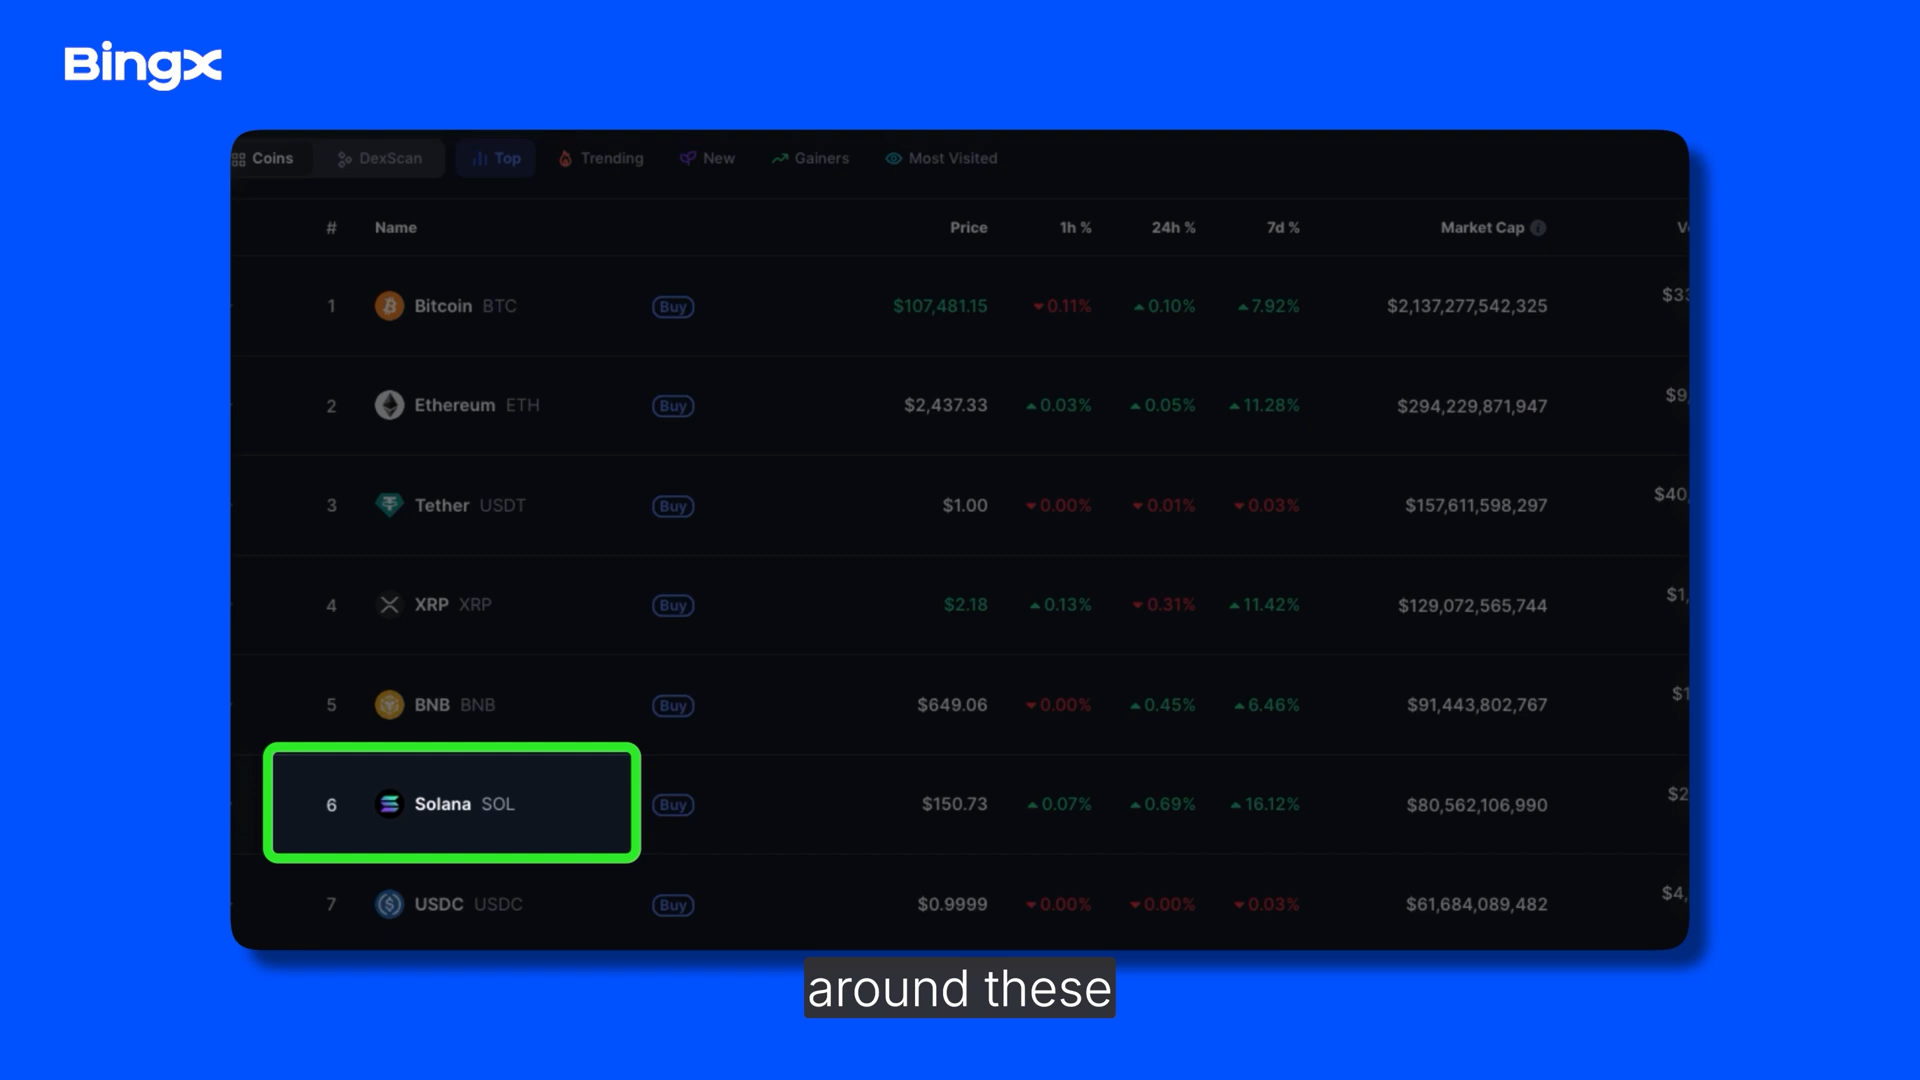 BingX
Coins DexScan Top Trending New Gainers Most Visited
# Name Price 1h % 24h % 7d % Market Cap
1 Bitcoin BTC Buy $107,481.15 0.11% 0.10% 7.92% $2,137,277,542,325
2 Ethereum ETH Buy $2,437.33 0.03% 0.05% 11.28% $294,229,871,947
3 Tether USDT Buy $1.00 0.00% 0.01% 0.03% $157,611,598,297
4 XRP XRP Buy $2.18 0.13% 0.31% 11.42% $129,072,565,744
5 BNB BNB Buy $649.06 0.00% 0.45% 6.46% $91,443,802,767
6 Solana SOL Buy $150.73 0.07% 0.69% 16.12% $80,562,106,990
7 USDC USDC Buy $0.9999 0.00% 0.00% 0.03% $61,684,089,482
around these